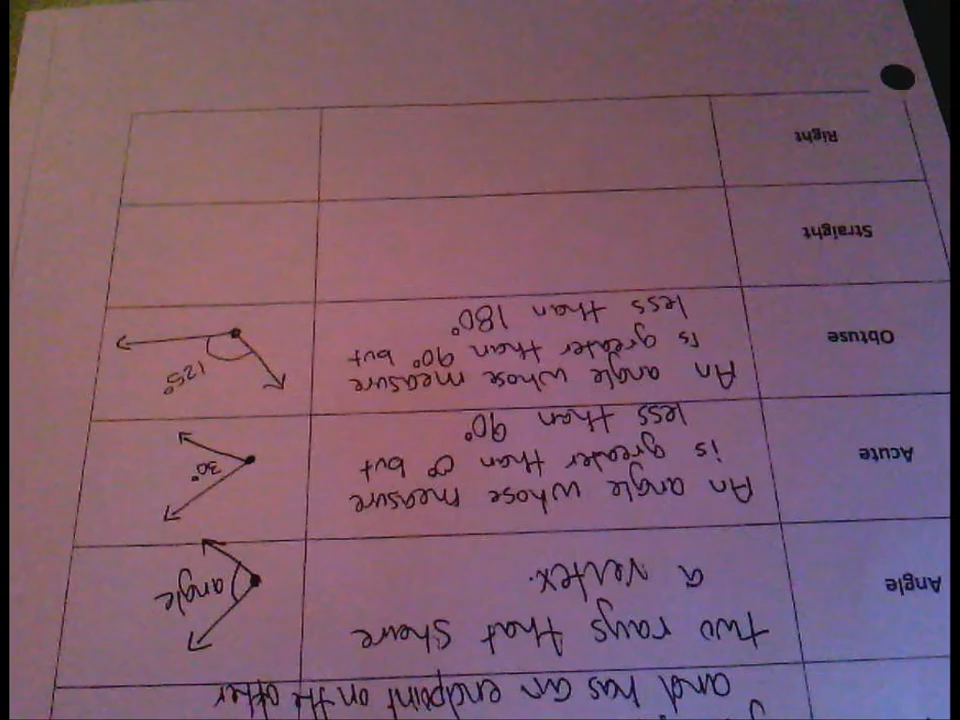 and has an endpoint on the other
Angle
two rays that share
a vertex.
angle
Acute
An angle whose measure
is greater than 0° but
less than 90°
30°
Obtuse
An angle whose measure
is greater than 90° but
less than 180°
125°
Straight
Right